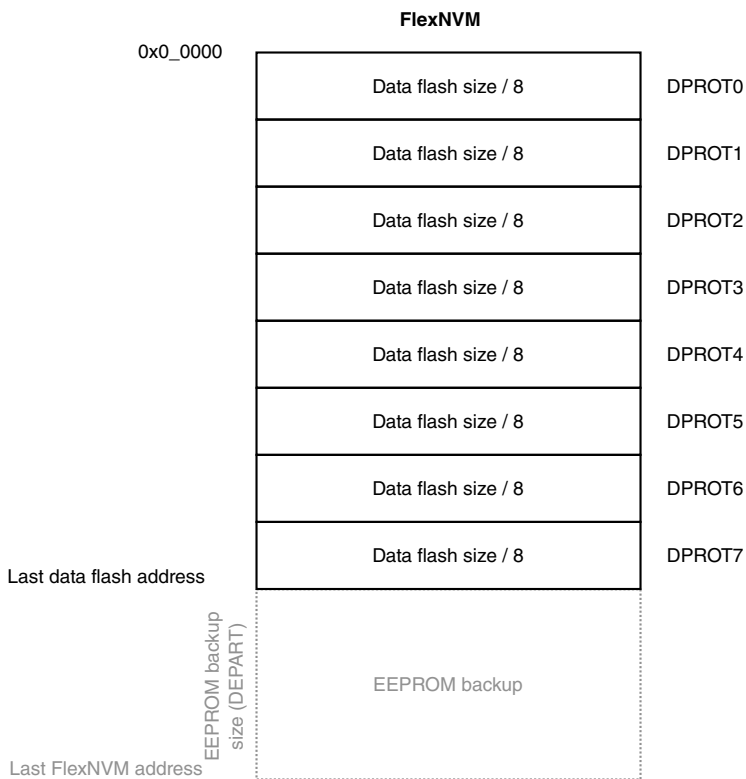 FlexNVM
0x0_0000
Data flash size / 8 DPROT0
Data flash size / 8 DPROT1
Data flash size / 8 DPROT2
Data flash size / 8 DPROT3
Data flash size / 8 DPROT4
Data flash size / 8 DPROT5
Data flash size / 8 DPROT6
Data flash size / 8 DPROT7
Last data flash address
EEPROM backup
size (DEPART)
EEPROM backup
Last FlexNVM address